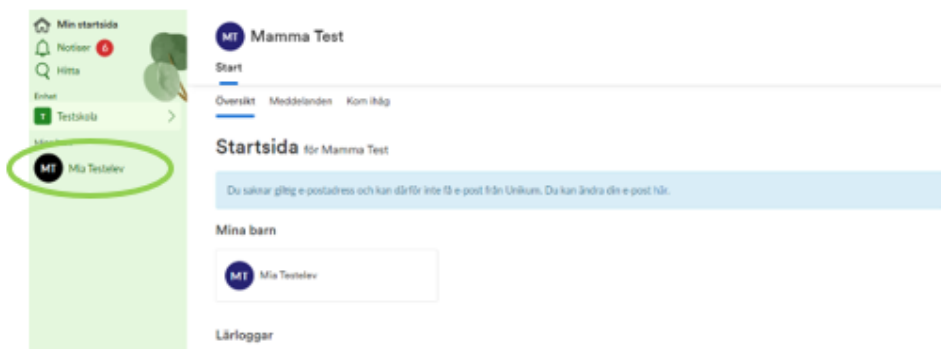 Min startsida
Notiser 6
Hitta
Enhet
T Testskola
MT Mia Testelev
MT Mamma Test
Start
Översikt Meddelanden Kom ihåg
Startsida för Mamma Test
Du saknar giltig e-postadress och kan därför inte få e-post från Unikum. Du kan ändra din e-post här.
Mina barn
MT Mia Testelev
Lärloggar